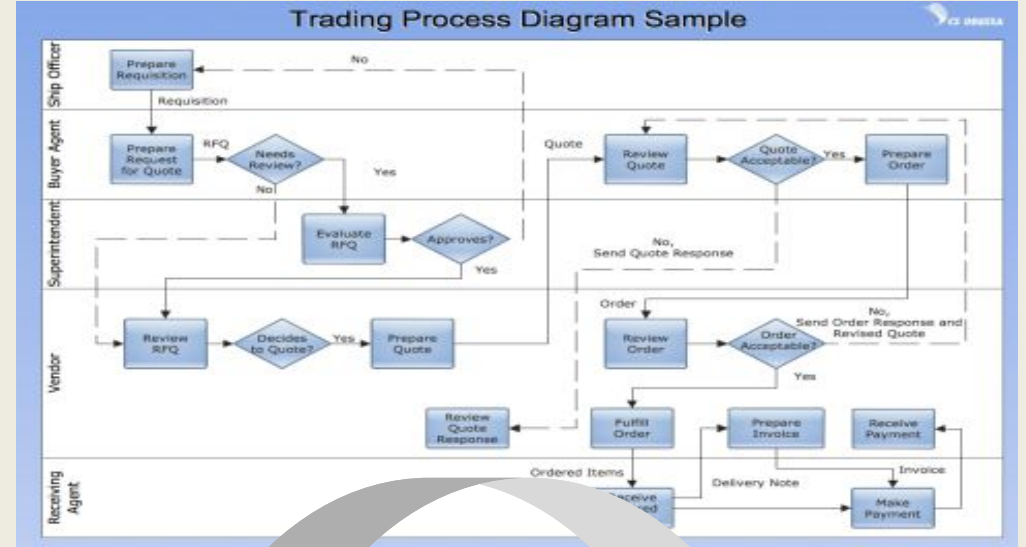 Trading Process Diagram Sample
Ship Officer
Prepare
Requisition
No
Requisition
Buyer Agent
Prepare
Request
for Quote
RFQ
Needs
Review?
Yes
No
Quote
Review
Quote
Quote
Acceptable?
Yes
Prepare
Order
Superintendent
Evaluate
RFQ
Approves?
Yes
No,
Send Quote Response
Vendor
Order
Review
RFQ
Decides
to Quote?
Yes
Prepare
Quote
Review
Order
Order
Acceptable?
No,
Send Order Response and
Revised Quote
Yes
Review
Quote
Response
Fulfill
Order
Prepare
Invoice
Receive
Payment
Receiving
Agent
Ordered Items
Delivery Note
Invoice
Make
Payment